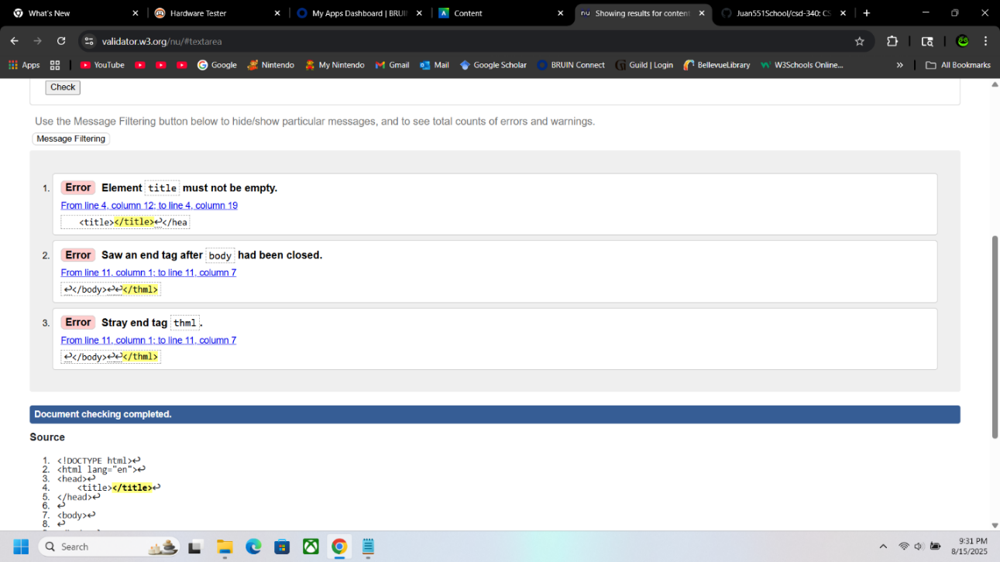 What's New
Hardware Tester
My Apps Dashboard | BRUI
Content
Showing results for content
Juan551School/csd-340: CS
validator.w3.org/nu/#textarea
Apps
YouTube
Google
Nintendo
My Nintendo
Gmail
Mail
Google Scholar
BRUIN Connect
Guild | Login
BellevueLibrary
W3Schools Online...
All Bookmarks
Check
Use the Message Filtering button below to hide/show particular messages, and to see total counts of errors and warnings.
Message Filtering
1. Error Element title must not be empty.
From line 4, column 12; to line 4, column 19
<title></title>↩</hea
2. Error Saw an end tag after body had been closed.
From line 11, column 1; to line 11, column 7
↩</body>↩↩</thml>
3. Error Stray end tag thml.
From line 11, column 1; to line 11, column 7
↩</body>↩↩</thml>
Document checking completed.
Source
1. <!DOCTYPE html>↩
2. <html lang="en">↩
3. <head>↩
4. <title></title>↩
5. </head>↩
6. ↩
7. <body>↩
8. ↩
Search
9:31 PM
8/15/2025